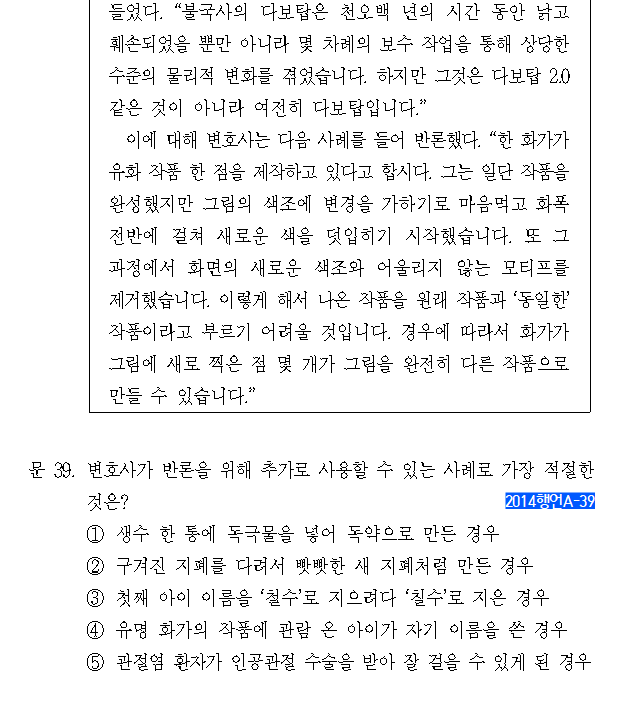 들었다. “불국사의 다보탑은 천오백 년의 시간 동안 낡고
훼손되었을 뿐만 아니라 몇 차례의 보수 작업을 통해 상당한
수준의 물리적 변화를 겪었습니다. 하지만 그것은 다보탑 2.0
같은 것이 아니라 여전히 다보탑입니다.”
이에 대해 변호사는 다음 사례를 들어 반론했다. “한 화가가
유화 작품 한 점을 제작하고 있다고 합시다. 그는 일단 작품을
완성했지만 그림의 색조에 변경을 가하기로 마음먹고 화폭
전반에 걸쳐 새로운 색을 덧입히기 시작했습니다. 또 그
과정에서 화면의 새로운 색조와 어울리지 않는 모티프를
제거했습니다. 이렇게 해서 나온 작품을 원래 작품과 ‘동일한’
작품이라고 부르기 어려울 것입니다. 경우에 따라서 화가가
그림에 새로 찍은 점 몇 개가 그림을 완전히 다른 작품으로
만들 수 있습니다.”
문 39. 변호사가 반론을 위해 추가로 사용할 수 있는 사례로 가장 적절한
것은? 2014행언A-39
① 생수 한 통에 독극물을 넣어 독약으로 만든 경우
② 구겨진 지폐를 다려서 빳빳한 새 지폐처럼 만든 경우
③ 첫째 아이 이름을 ‘철수’로 지으려다 ‘칠수’로 지은 경우
④ 유명 화가의 작품에 관람 온 아이가 자기 이름을 쓴 경우
⑤ 관절염 환자가 인공관절 수술을 받아 잘 걸을 수 있게 된 경우